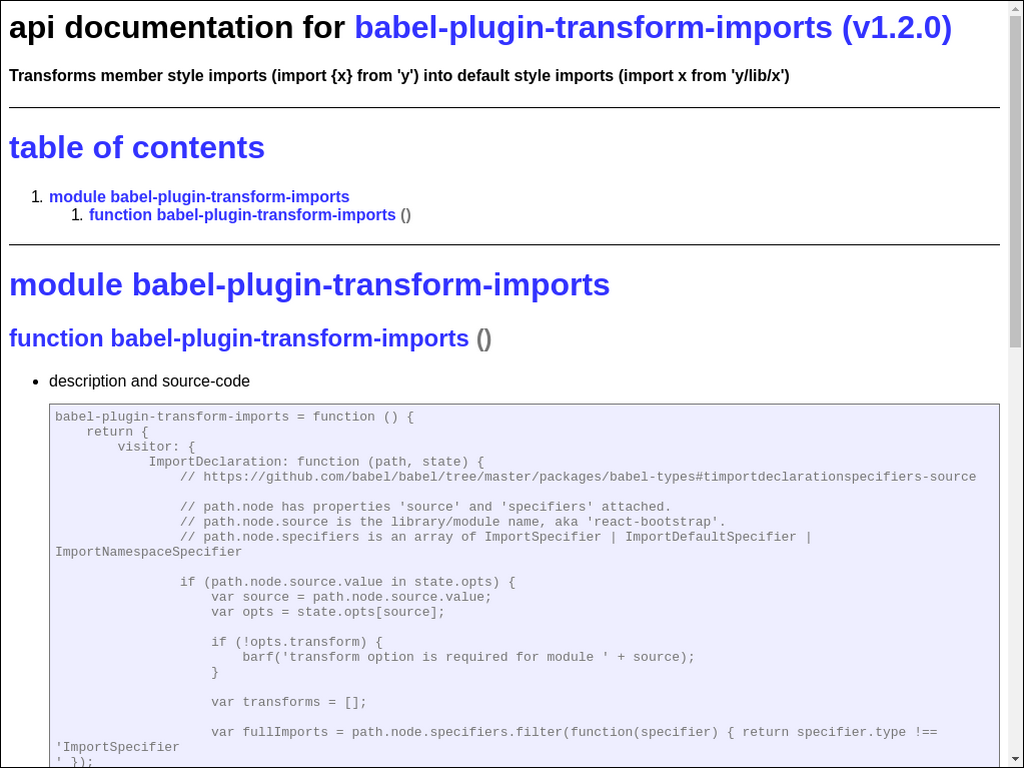 api documentation for babel-plugin-transform-imports (v1.2.0)
Transforms member style imports (import {x} from 'y') into default style imports (import x from 'y/lib/x')
table of contents
1. module babel-plugin-transform-imports
1. function babel-plugin-transform-imports ()
module babel-plugin-transform-imports
function babel-plugin-transform-imports ()
• description and source-code
babel-plugin-transform-imports = function () {
    return {
        visitor: {
            ImportDeclaration: function (path, state) {
                // https://github.com/babel/babel/tree/master/packages/babel-types#timportdeclarationspecifiers-source
                // path.node has properties 'source' and 'specifiers' attached.
                // path.node.source is the library/module name, aka 'react-bootstrap'.
                // path.node.specifiers is an array of ImportSpecifier | ImportDefaultSpecifier |
ImportNamespaceSpecifier
                if (path.node.source.value in state.opts) {
                    var source = path.node.source.value;
                    var opts = state.opts[source];
                    if (!opts.transform) {
                        barf('transform option is required for module ' + source);
                    }
                    var transforms = [];
                    var fullImports = path.node.specifiers.filter(function(specifier) { return specifier.type !==
'ImportSpecifier
' });